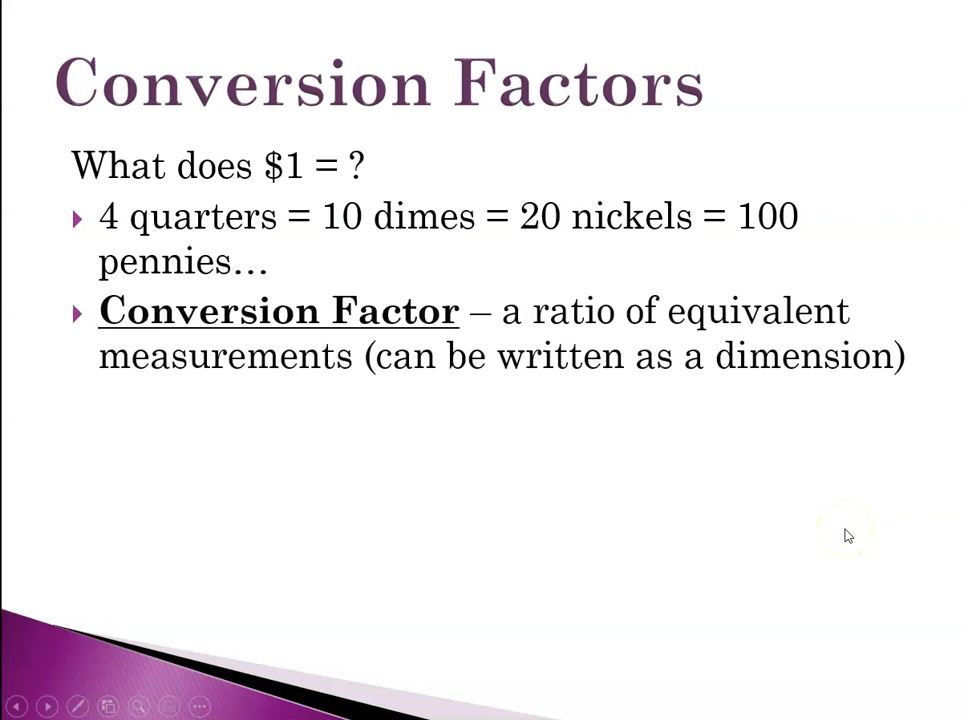 Conversion Factors
What does $1 = ?
4 quarters = 10 dimes = 20 nickels = 100
pennies…
Conversion Factor – a ratio of equivalent
measurements (can be written as a dimension)